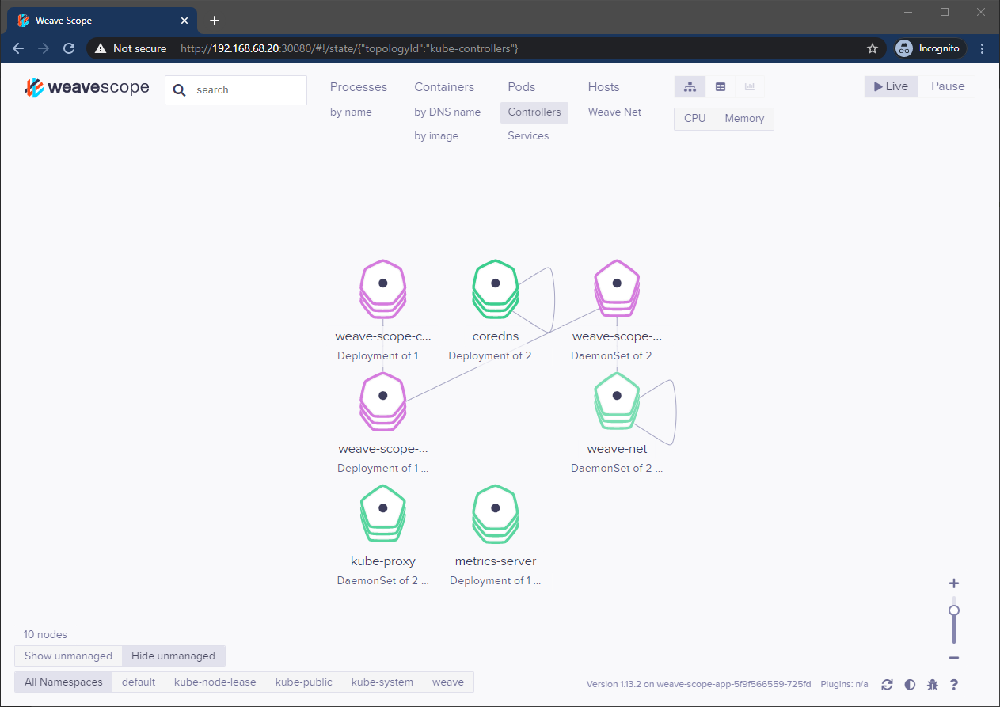 Weave Scope
Not secure http://192.168.68.20:30080/#!/state/{"topologyId":"kube-controllers"} Incognito
weavescope
search
Processes Containers Pods Hosts
Live Pause
by name by DNS name Controllers Weave Net
CPU Memory
by image Services
weave-scope-c... coredns weave-scope-...
Deployment of 1 ... Deployment of 2 ... DaemonSet of 2 ...
weave-scope-... weave-net
Deployment of 1 ... DaemonSet of 2 ...
kube-proxy metrics-server
DaemonSet of 2 ... Deployment of 1 ...
10 nodes
Show unmanaged Hide unmanaged
All Namespaces default kube-node-lease kube-public kube-system weave
Version 1.13.2 on weave-scope-app-5f9f566559-725fd Plugins: n/a